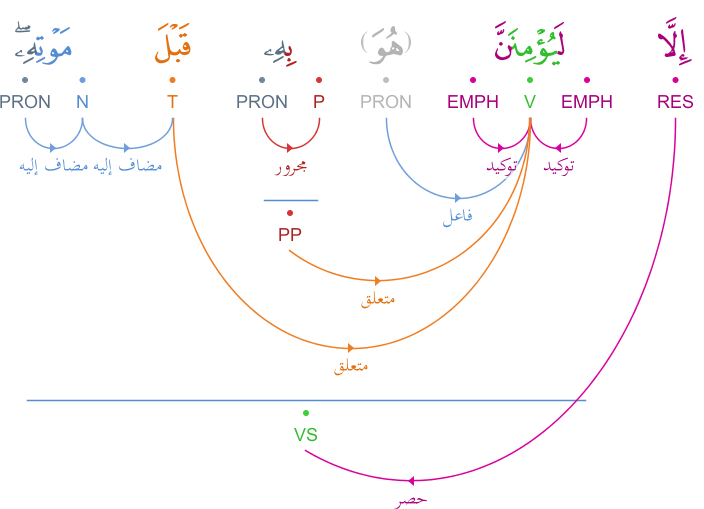 إِلَّا لَيُؤْمِنَنَّ (هُوَ) بِهِۦ قَبْلَ مَوْتِهِۦۖ
RES EMPH V EMPH PRON P PRON T N PRON
توكيد توكيد مجرور مضاف إليه مضاف إليه
فاعل
PP
متعلق
متعلق
VS
حصر